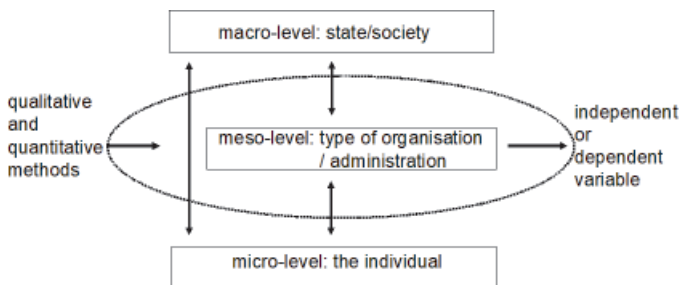 macro-level: state/society
qualitative
and
quantitative
methods
meso-level: type of organisation
/ administration
independent
or
dependent
variable
micro-level: the individual